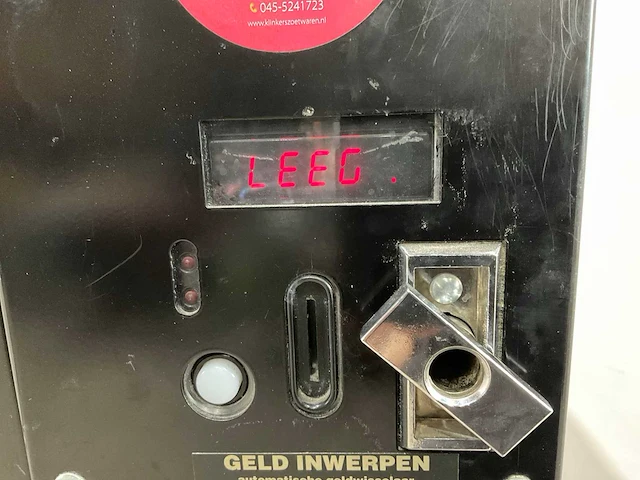 045-5241723
www.klinkerszoetwaren.nl
LEEG.
GELD INWERPEN
automatische geldwisselaar